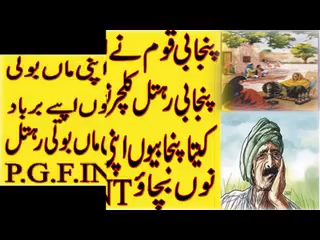 پنجابی قوم نے اپنی ماں بولی
پنجابی رہتل کلچر نوں ایسے برباد
کیتا پنجابیوں اپنی ماں بولی رہتل
نوں بچاؤ P.G.F.INT